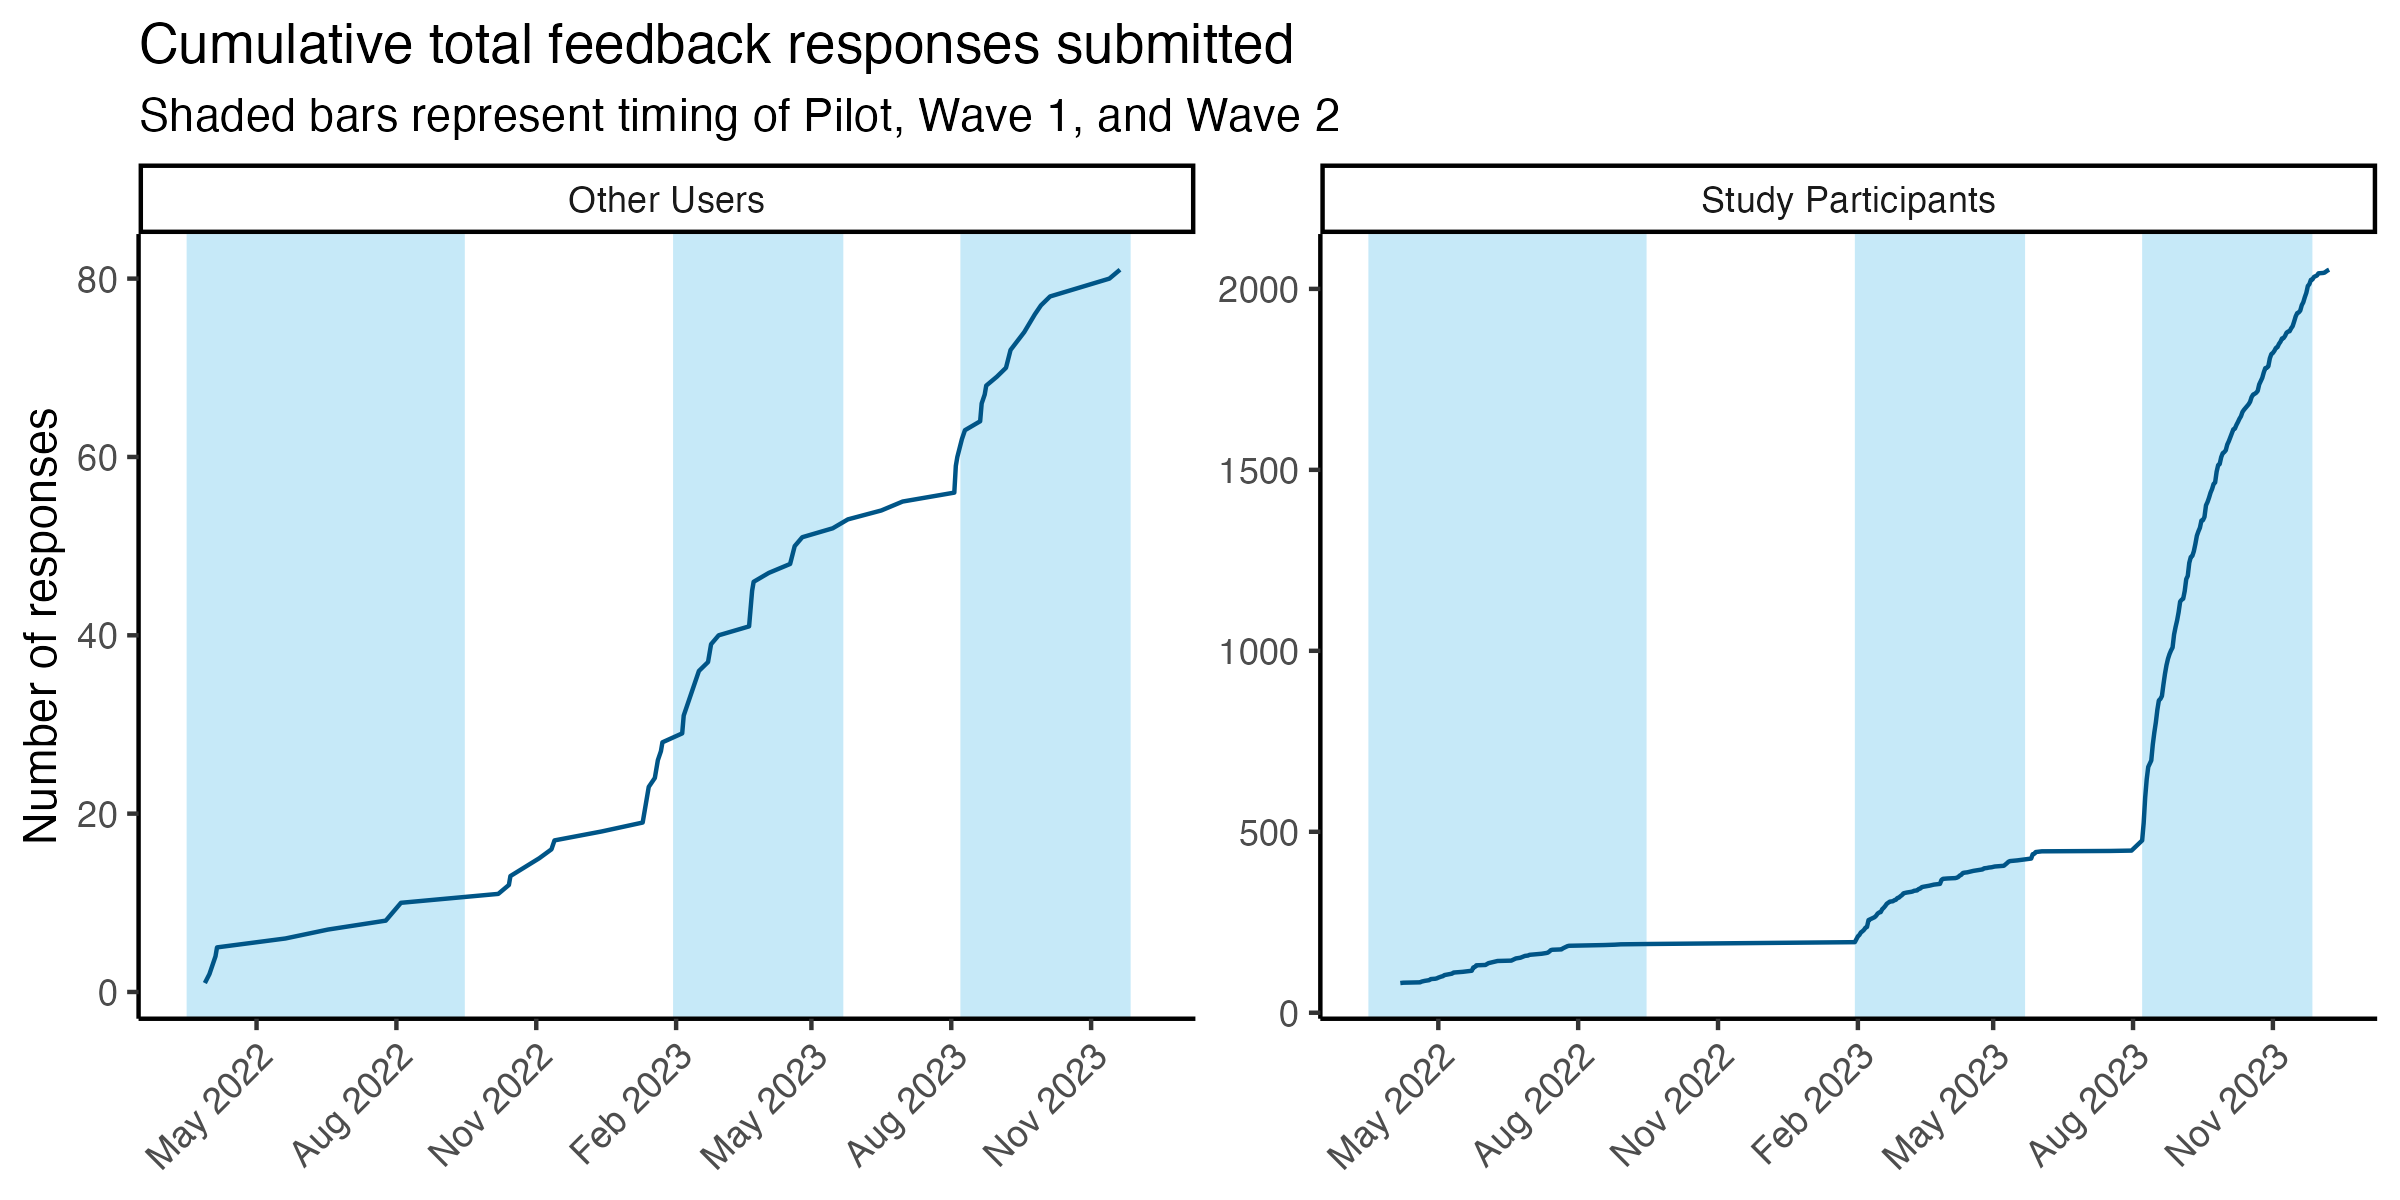 Cumulative total feedback responses submitted
Shaded bars represent timing of Pilot, Wave 1, and Wave 2
Other Users
Study Participants
Number of responses
80
60
40
20
0
2000
1500
1000
500
0
May 2022
Aug 2022
Nov 2022
Feb 2023
May 2023
Aug 2023
Nov 2023
May 2022
Aug 2022
Nov 2022
Feb 2023
May 2023
Aug 2023
Nov 2023